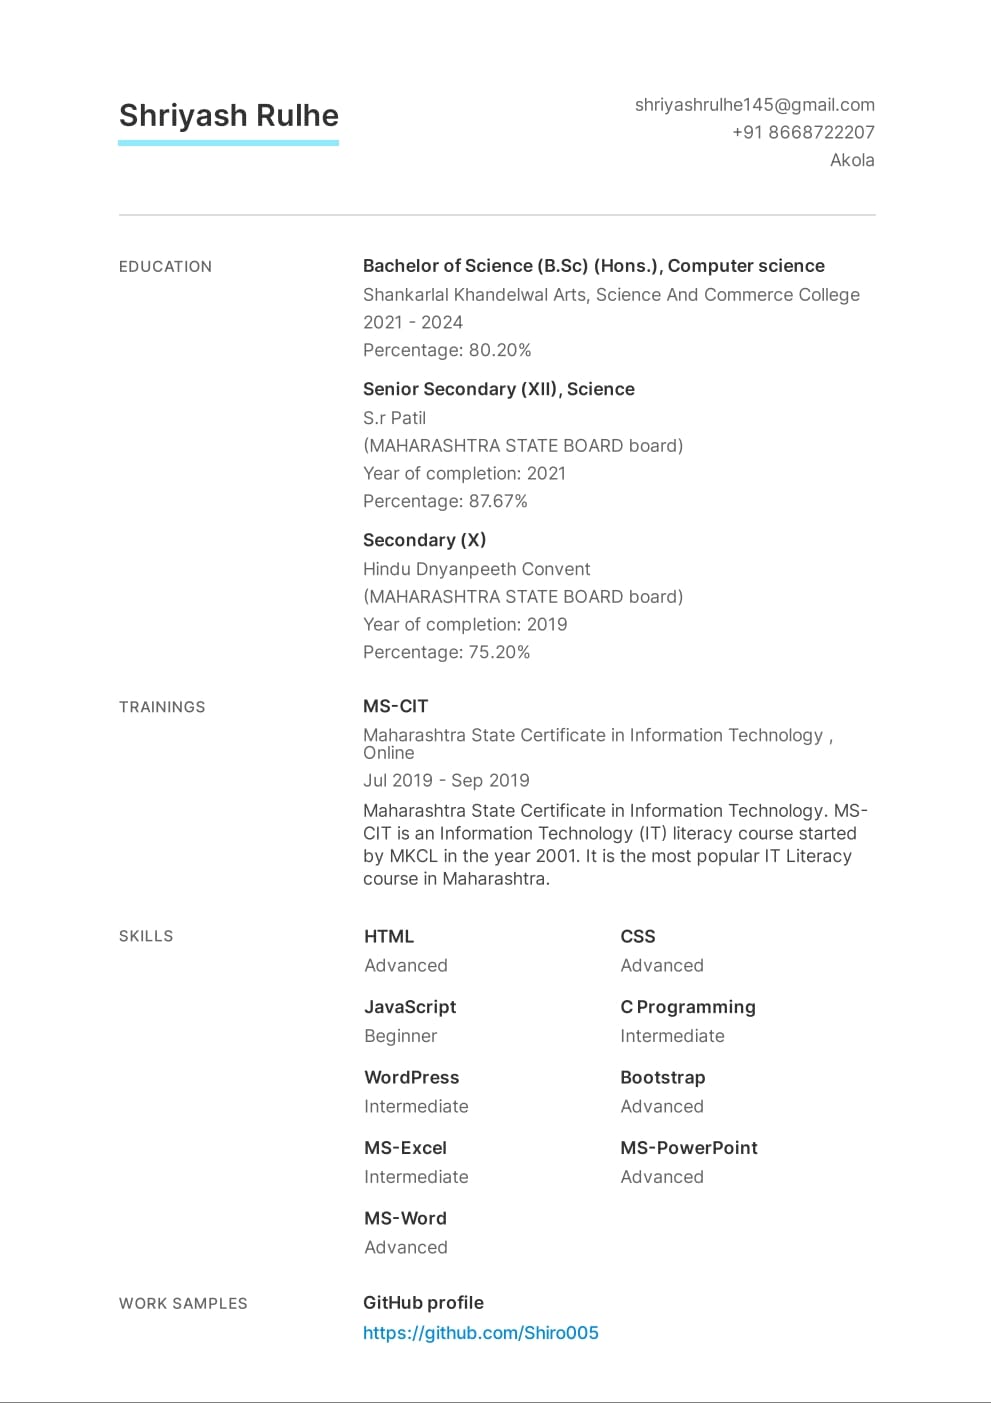 Shriyash Rulhe
shriyashrulhe145@gmail.com
+91 8668722207
Akola
EDUCATION
Bachelor of Science (B.Sc) (Hons.), Computer science
Shankarlal Khandelwal Arts, Science And Commerce College
2021 - 2024
Percentage: 80.20%
Senior Secondary (XII), Science
S.r Patil
(MAHARASHTRA STATE BOARD board)
Year of completion: 2021
Percentage: 87.67%
Secondary (X)
Hindu Dnyanpeeth Convent
(MAHARASHTRA STATE BOARD board)
Year of completion: 2019
Percentage: 75.20%
TRAININGS
MS-CIT
Maharashtra State Certificate in Information Technology ,
Online
Jul 2019 - Sep 2019
Maharashtra State Certificate in Information Technology. MS-
CIT is an Information Technology (IT) literacy course started
by MKCL in the year 2001. It is the most popular IT Literacy
course in Maharashtra.
SKILLS
HTML
Advanced
CSS
Advanced
JavaScript
Beginner
C Programming
Intermediate
WordPress
Intermediate
Bootstrap
Advanced
MS-Excel
Intermediate
MS-PowerPoint
Advanced
MS-Word
Advanced
WORK SAMPLES
GitHub profile
https://github.com/Shiro005